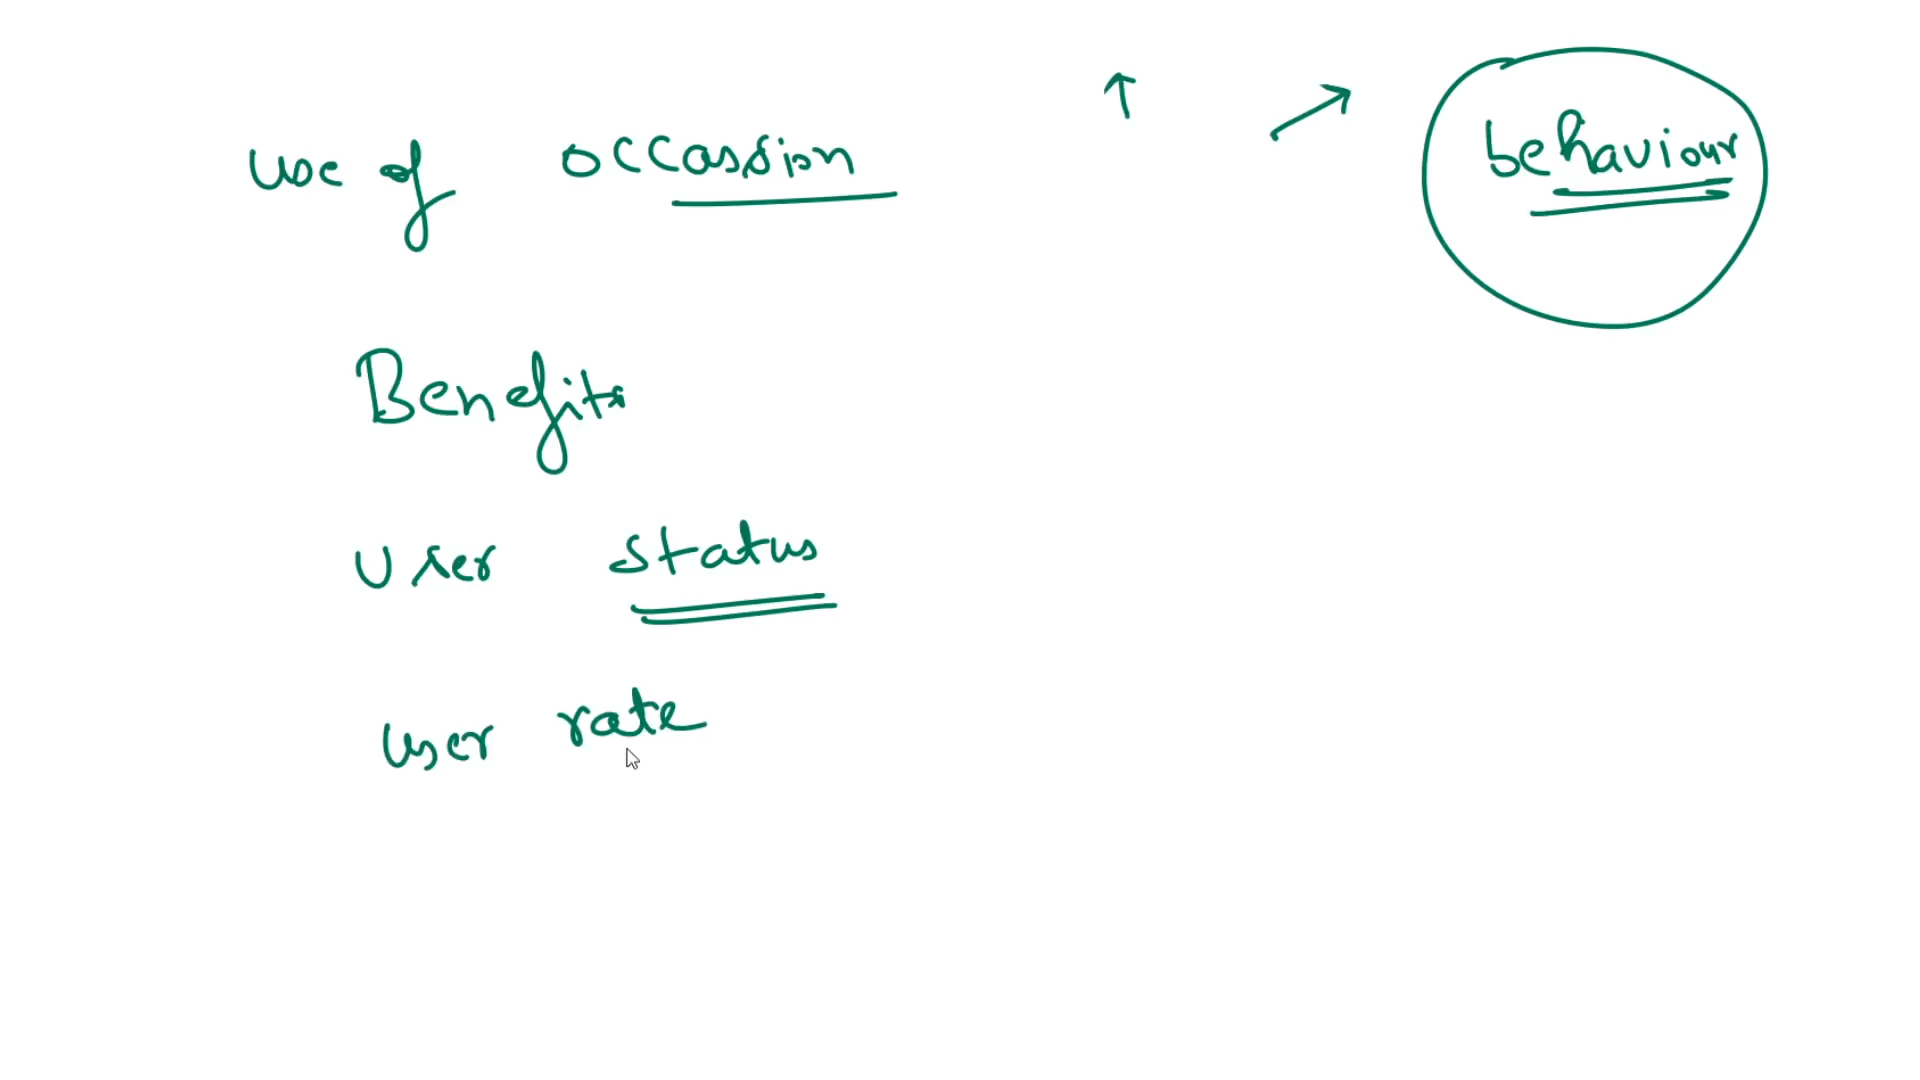 use of occassion
behaviour
Benefits
User status
user rate